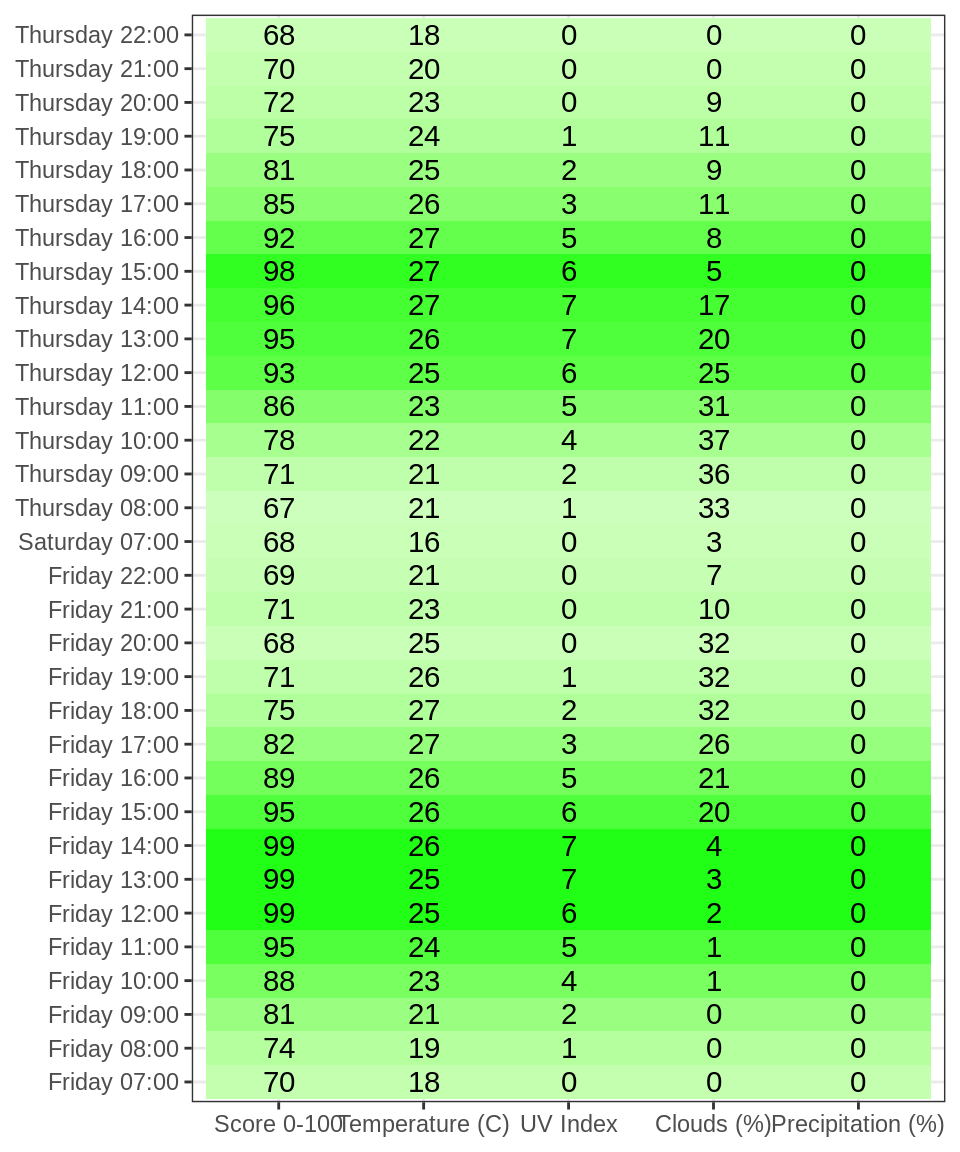 Thursday 22:00 68 18 0 0 0
Thursday 21:00 70 20 0 0 0
Thursday 20:00 72 23 0 9 0
Thursday 19:00 75 24 1 11 0
Thursday 18:00 81 25 2 9 0
Thursday 17:00 85 26 3 11 0
Thursday 16:00 92 27 5 8 0
Thursday 15:00 98 27 6 5 0
Thursday 14:00 96 27 7 17 0
Thursday 13:00 95 26 7 20 0
Thursday 12:00 93 25 6 25 0
Thursday 11:00 86 23 5 31 0
Thursday 10:00 78 22 4 37 0
Thursday 09:00 71 21 2 36 0
Thursday 08:00 67 21 1 33 0
Saturday 07:00 68 16 0 3 0
Friday 22:00 69 21 0 7 0
Friday 21:00 71 23 0 10 0
Friday 20:00 68 25 0 32 0
Friday 19:00 71 26 1 32 0
Friday 18:00 75 27 2 32 0
Friday 17:00 82 27 3 26 0
Friday 16:00 89 26 5 21 0
Friday 15:00 95 26 6 20 0
Friday 14:00 99 26 7 4 0
Friday 13:00 99 25 7 3 0
Friday 12:00 99 25 6 2 0
Friday 11:00 95 24 5 1 0
Friday 10:00 88 23 4 1 0
Friday 09:00 81 21 2 0 0
Friday 08:00 74 19 1 0 0
Friday 07:00 70 18 0 0 0
Score 0-100 Temperature (C) UV Index Clouds (%) Precipitation (%)